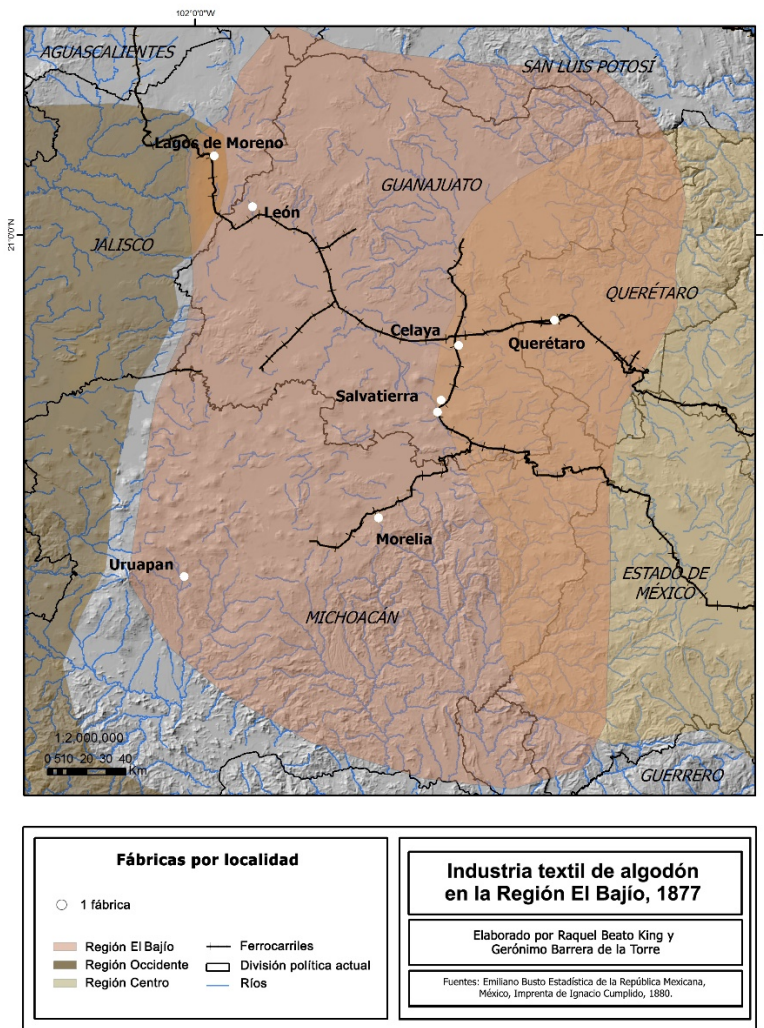 102°0'0"W
AGUASCALIENTES
SAN LUIS POTOSÍ
Lagos de Moreno
GUANAJUATO
León
21°0'0"N
JALISCO
QUERÉTARO
Celaya
Querétaro
Salvatierra
Morelia
Uruapan
ESTADO DE
MÉXICO
MICHOACÁN
1:2,000,000
0 5 10 20 30 40
Km
GUERRERO
Fábricas por localidad
1 fábrica
Región El Bajío
Ferrocarriles
Región Occidente
División política actual
Región Centro
Ríos
Industria textil de algodón
en la Región El Bajío, 1877
Elaborado por Raquel Beato King y
Gerónimo Barrera de la Torre
Fuentes: Emiliano Busto Estadística de la República Mexicana,
México, Imprenta de Ignacio Cumplido, 1880.